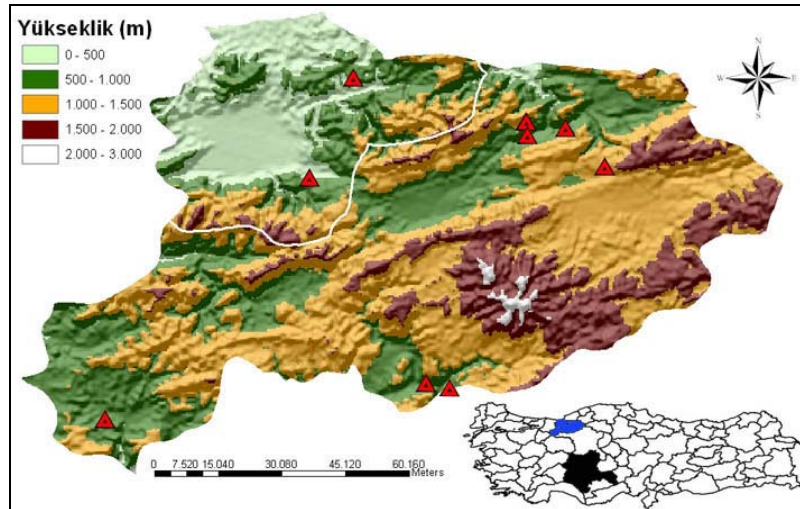 Yükseklik (m)
0 - 500
500 - 1.000
1.000 - 1.500
1.500 - 2.000
2.000 - 3.000
N
W E
S
0 7.520 15.040 30.080 45.120 60.160
Meters